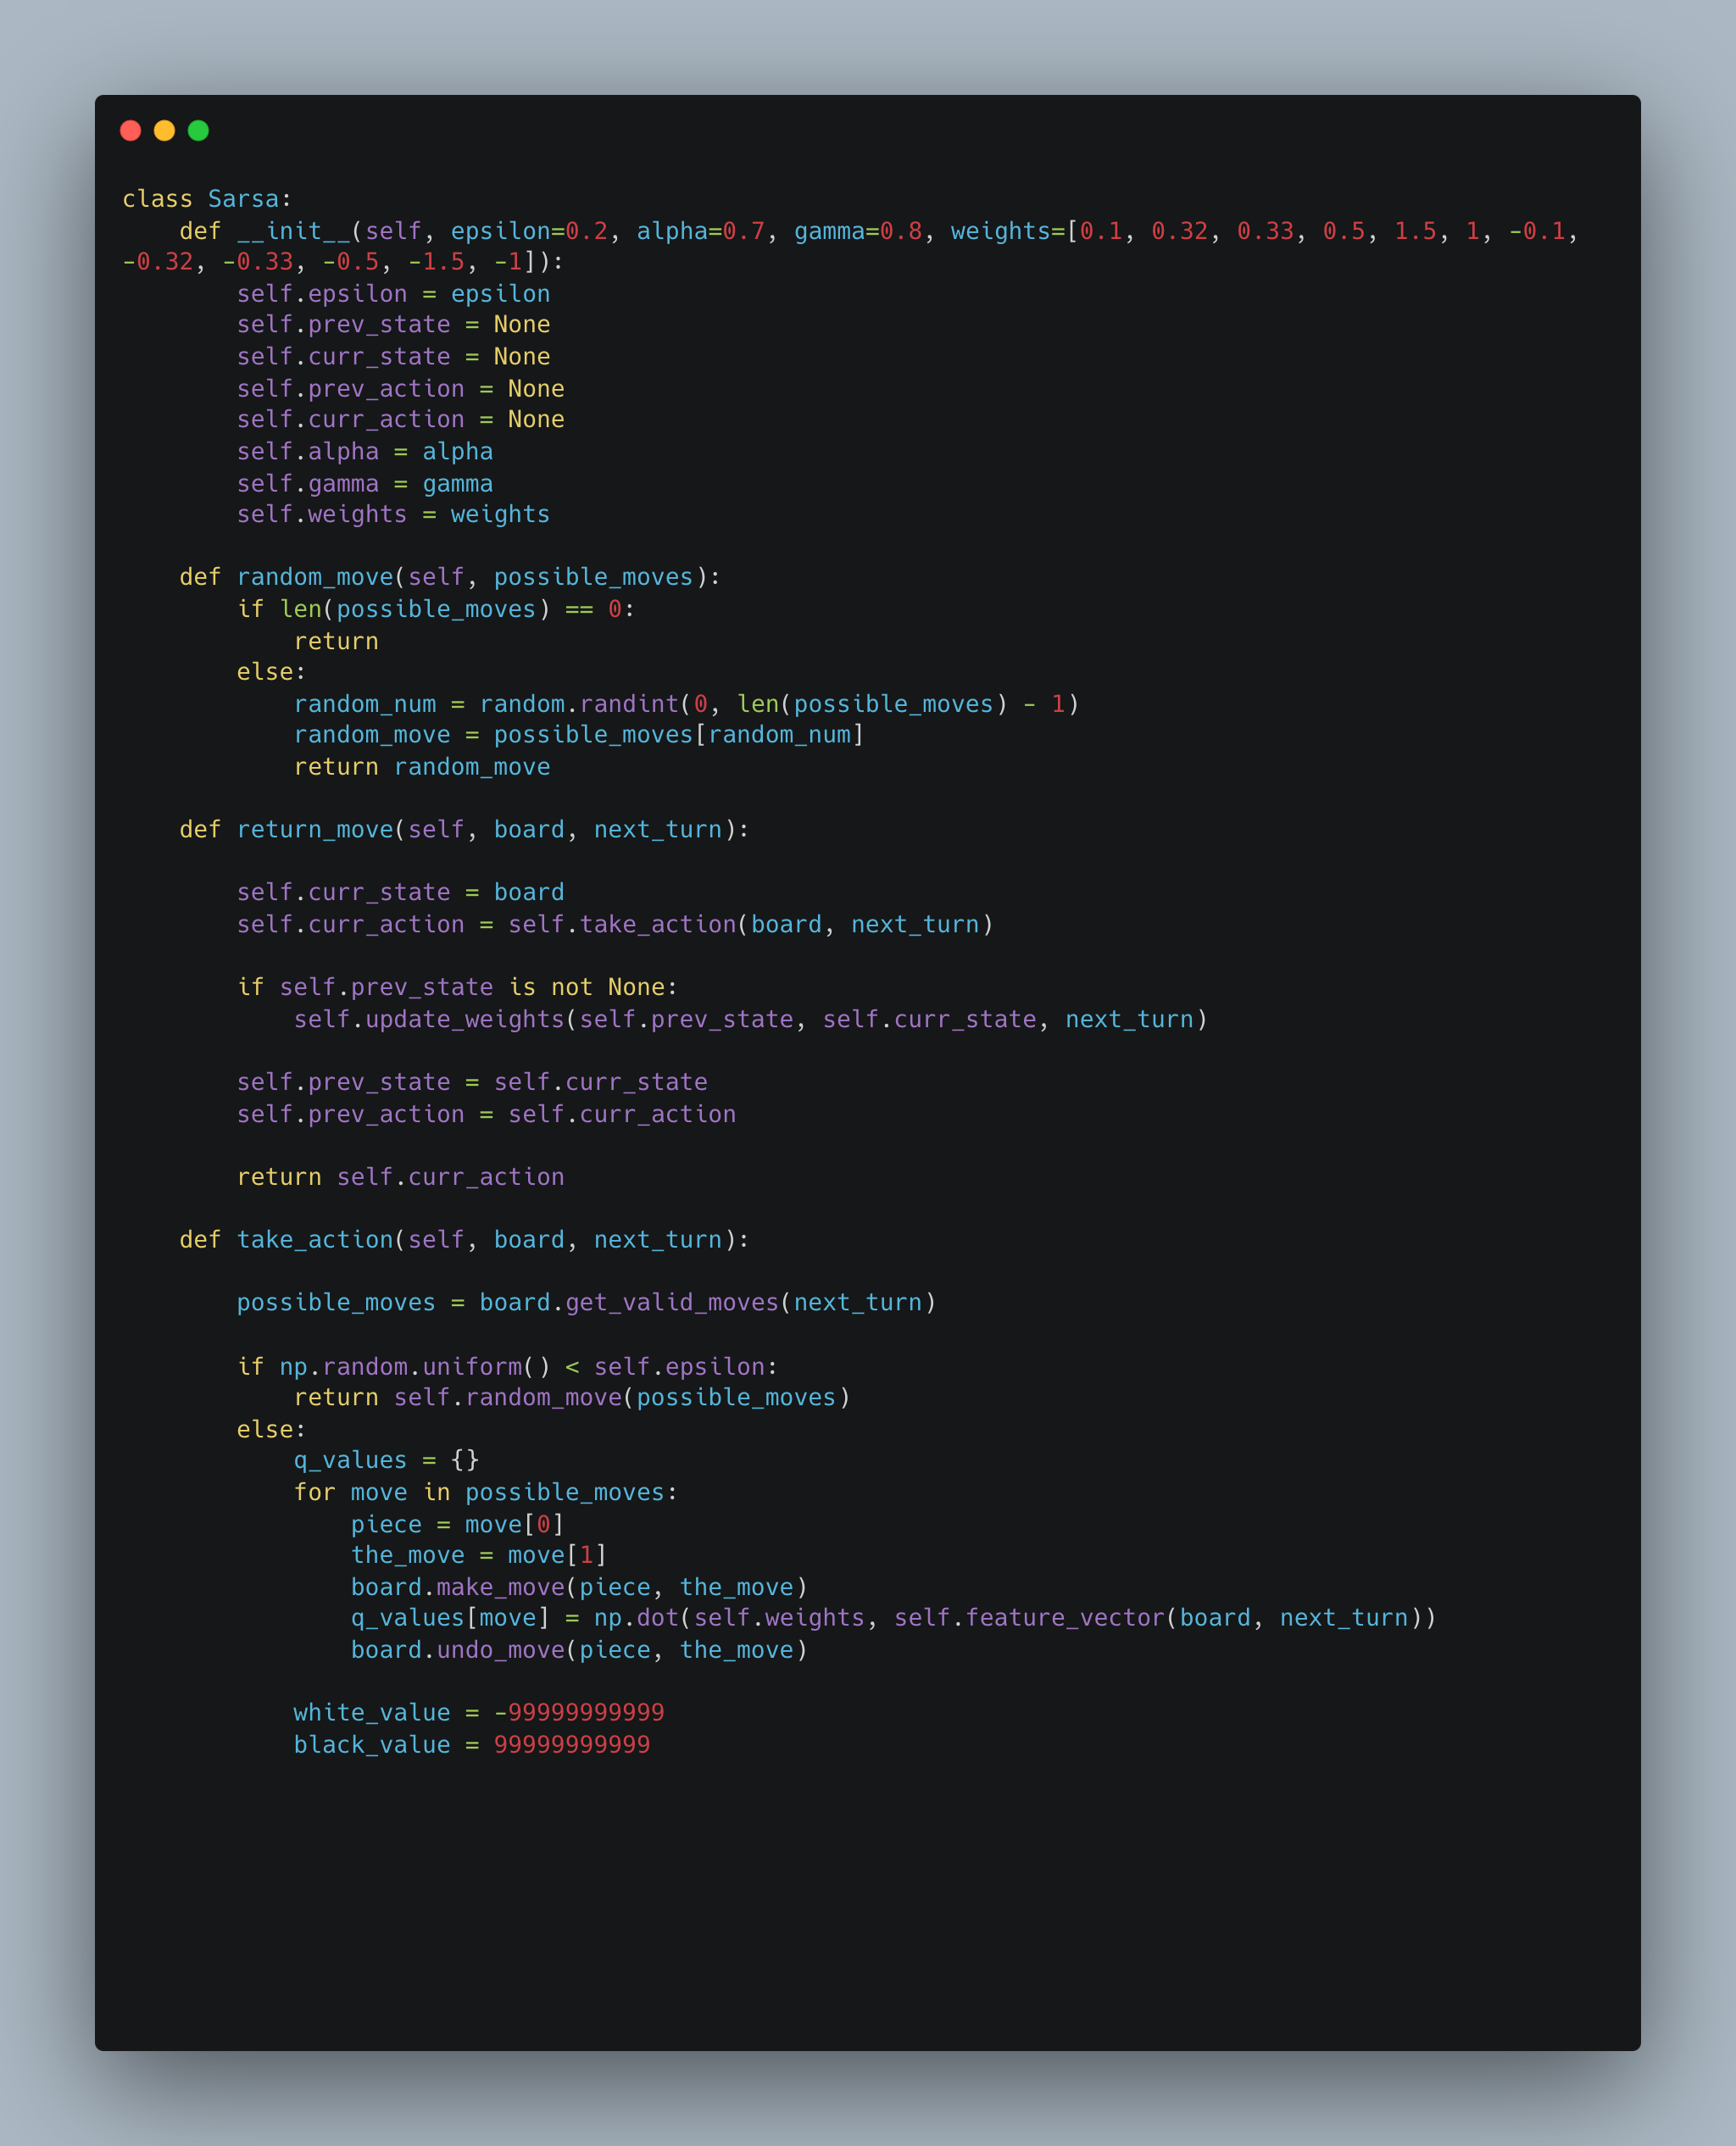 class Sarsa:
    def __init__(self, epsilon=0.2, alpha=0.7, gamma=0.8, weights=[0.1, 0.32, 0.33, 0.5, 1.5, 1, -0.1,
-0.32, -0.33, -0.5, -1.5, -1]):
        self.epsilon = epsilon
        self.prev_state = None
        self.curr_state = None
        self.prev_action = None
        self.curr_action = None
        self.alpha = alpha
        self.gamma = gamma
        self.weights = weights

    def random_move(self, possible_moves):
        if len(possible_moves) == 0:
            return
        else:
            random_num = random.randint(0, len(possible_moves) - 1)
            random_move = possible_moves[random_num]
            return random_move

    def return_move(self, board, next_turn):

        self.curr_state = board
        self.curr_action = self.take_action(board, next_turn)

        if self.prev_state is not None:
            self.update_weights(self.prev_state, self.curr_state, next_turn)

        self.prev_state = self.curr_state
        self.prev_action = self.curr_action

        return self.curr_action

    def take_action(self, board, next_turn):

        possible_moves = board.get_valid_moves(next_turn)

        if np.random.uniform() < self.epsilon:
            return self.random_move(possible_moves)
        else:
            q_values = {}
            for move in possible_moves:
                piece = move[0]
                the_move = move[1]
                board.make_move(piece, the_move)
                q_values[move] = np.dot(self.weights, self.feature_vector(board, next_turn))
                board.undo_move(piece, the_move)

            white_value = -99999999999
            black_value = 99999999999